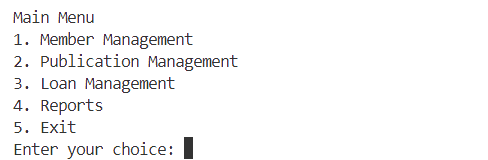 Main Menu
1. Member Management
2. Publication Management
3. Loan Management
4. Reports
5. Exit
Enter your choice: